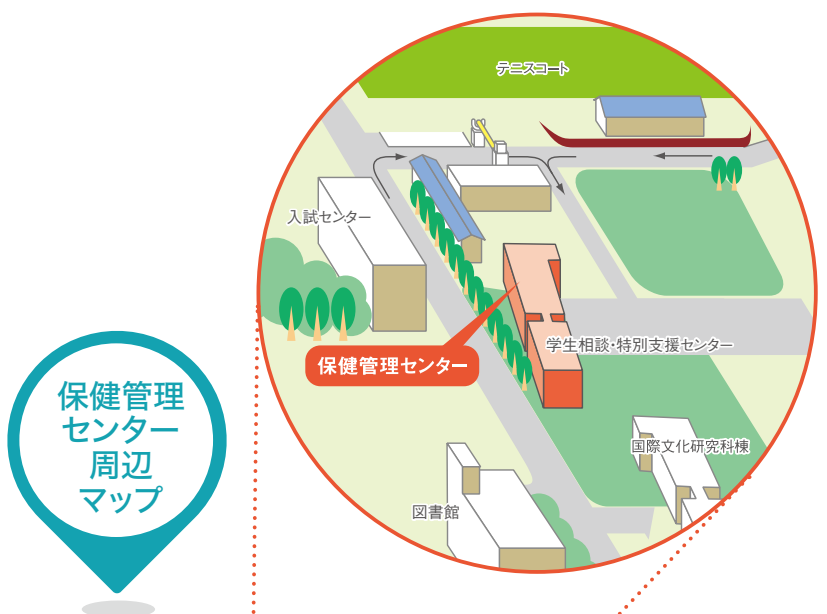 テニスコート
入試センター
学生相談・特別支援センター
保健管理センター
保健管理
センター
周辺
マップ
国際文化研究科棟
図書館